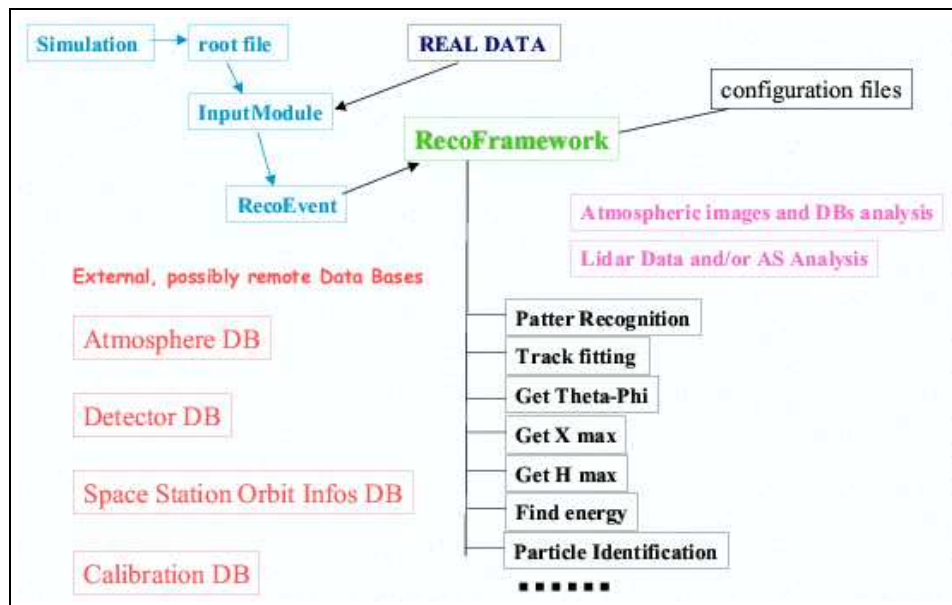 Simulation
root file
REAL DATA
configuration files
InputModule
RecoFramework
RecoEvent
Atmospheric images and DBs analysis
Lidar Data and/or AS Analysis
External, possibly remote Data Bases
Atmosphere DB
Detector DB
Space Station Orbit Infos DB
Calibration DB
Patter Recognition
Track fitting
Get Theta-Phi
Get X max
Get H max
Find energy
Particle Identification
......